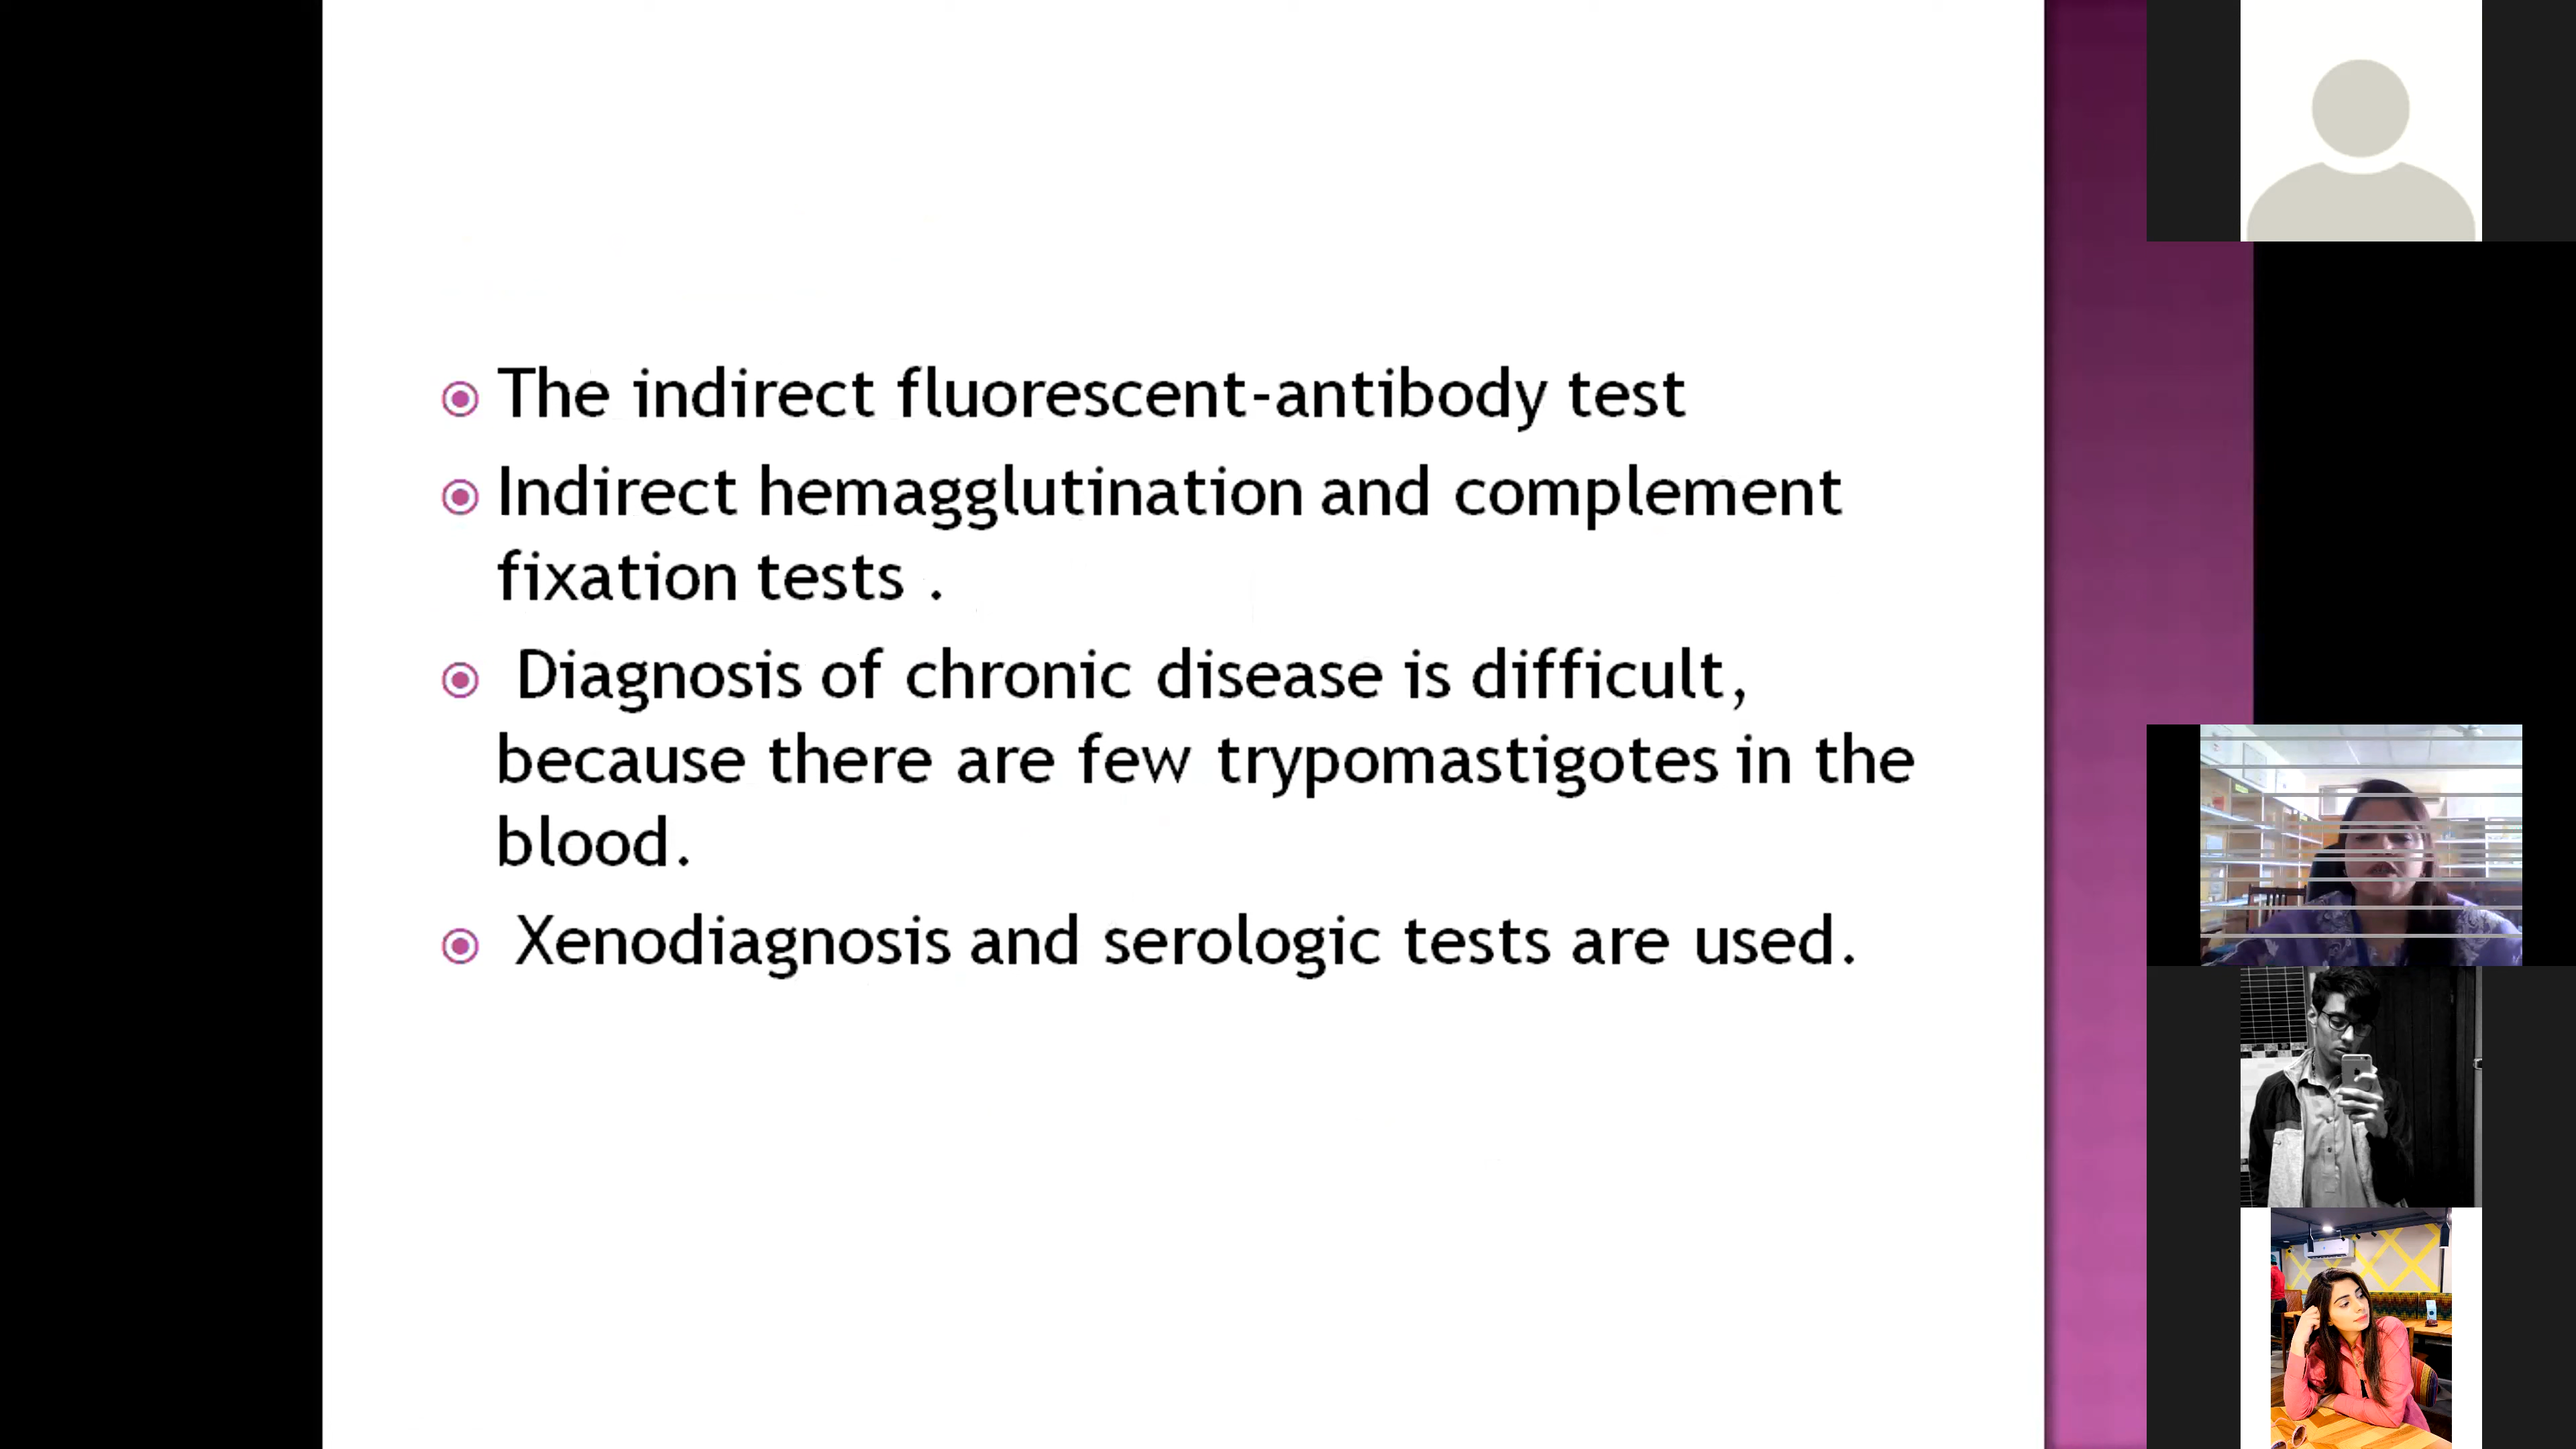 The indirect fluorescent-antibody test
Indirect hemagglutination and complement
fixation tests .
Diagnosis of chronic disease is difficult,
because there are few trypomastigotes in the
blood.
Xenodiagnosis and serologic tests are used.